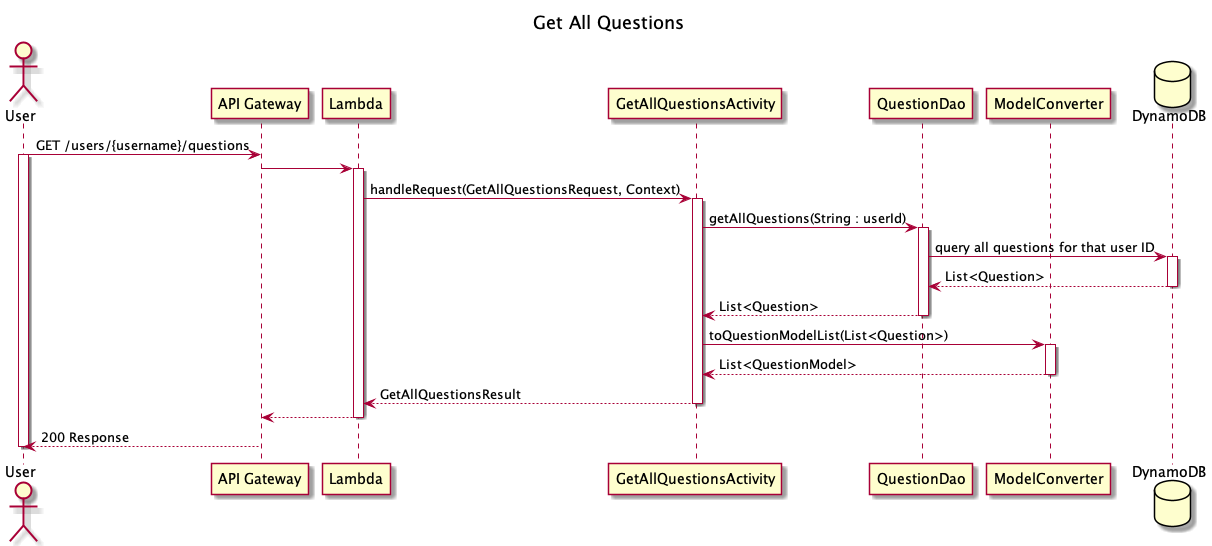 Get All Questions
User
API Gateway
Lambda
GetAllQuestionsActivity
QuestionDao
ModelConverter
DynamoDB
GET /users/{username}/questions
handleRequest(GetAllQuestionsRequest, Context)
getAllQuestions(String : userId)
query all questions for that user ID
List<Question>
List<Question>
toQuestionModelList(List<Question>)
List<QuestionModel>
GetAllQuestionsResult
200 Response
User
API Gateway
Lambda
GetAllQuestionsActivity
QuestionDao
ModelConverter
DynamoDB